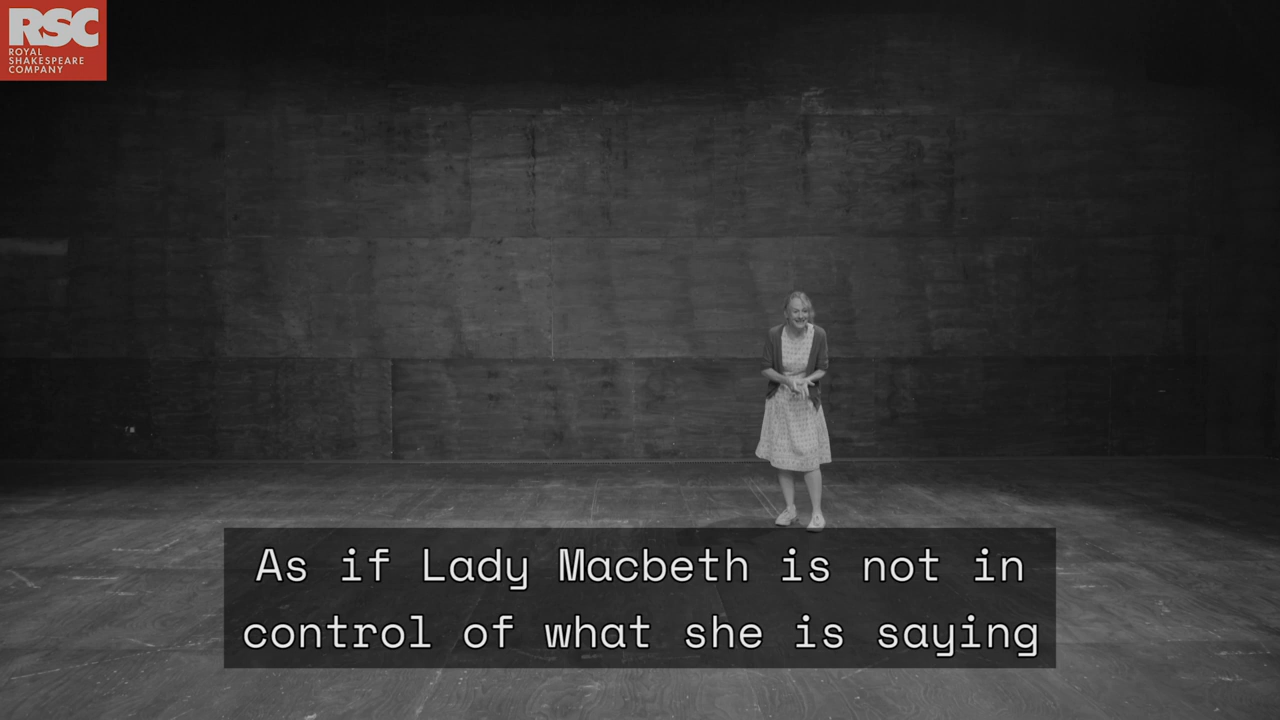 RSC
ROYAL
SHAKESPEARE
COMPANY
As if Lady Macbeth is not in
control of what she is saying